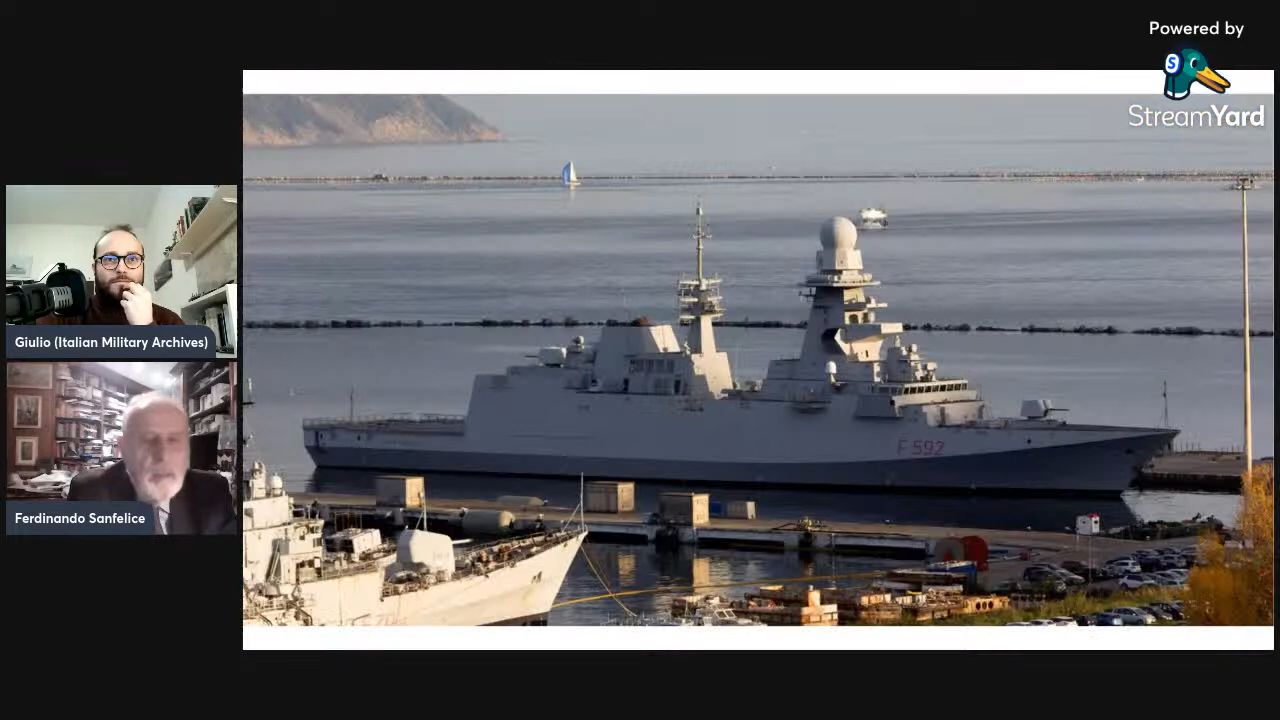 Powered by
S
StreamYard
Giulio (Italian Military Archives)
F 592
Ferdinando Sanfelice